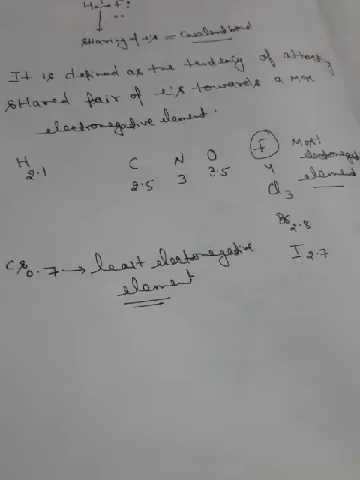 H. F:
sharing of e's = Covalent bond
It is defined as the tendency of attracting
shared fair of e's towards a mox
electronegative element.
H C N O F Most
2.1 2.5 3 3.5 4 electronegative
element
Cl 3
Br 2.8
I 2.7
Cs 0.7 → least electronegative
element